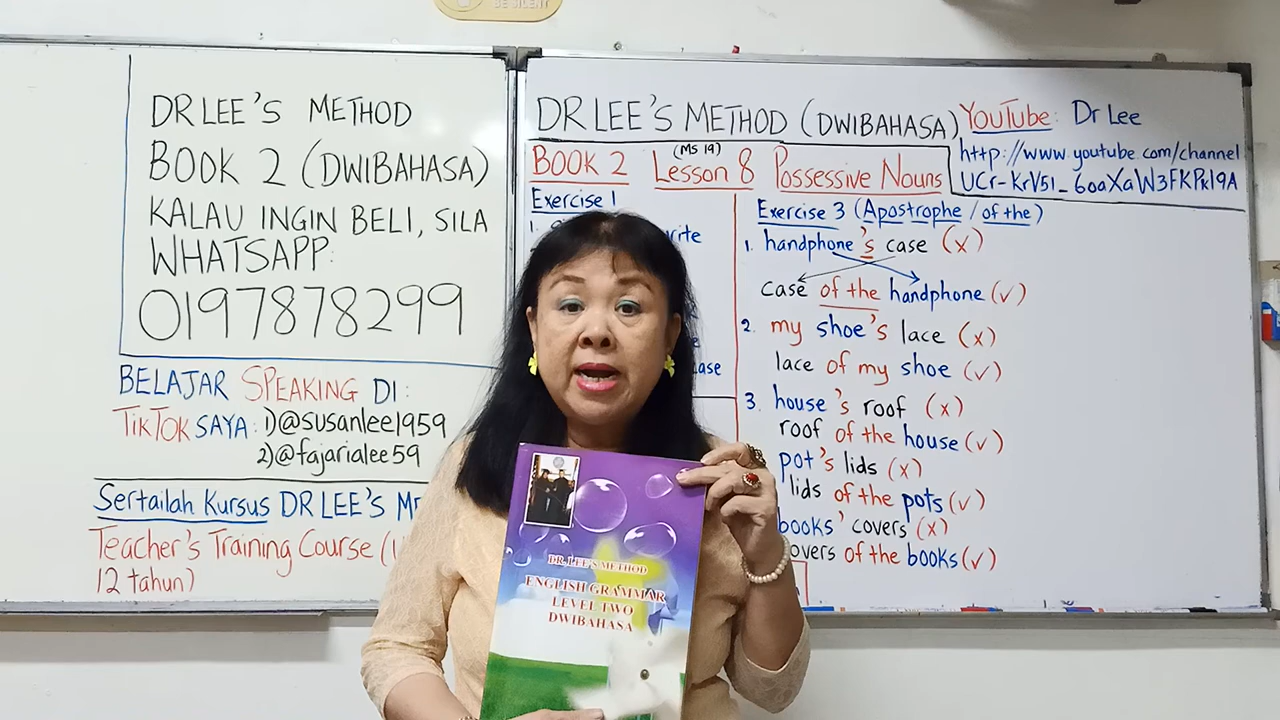 BE SILENT
DR LEE'S METHOD
BOOK 2 (DWIBAHASA)
KALAU INGIN BELI, SILA
WHATSAPP:
0197878299
BELAJAR SPEAKING DI:
TIKTOK SAYA: 1)@susanlee1959
2)@fajarialee59
Sertailah Kursus DR LEE'S
Teacher's Training Course
12 tahun)
DR LEE'S METHOD (DWIBAHASA)
YouTube: Dr Lee
http://www.youtube.com/channel
BOOK 2 Lesson 8 (MS 19) Possessive Nouns
Exercise 1
1.
Exercise 3 (Apostrophe / of the)
1. handphone's case (x)
case of the handphone (✓)
2. my shoe's lace (x)
lace of my shoe (✓)
3. house's roof (x)
roof of the house (✓)
pot's lids (x)
lids of the pots (✓)
books' covers (x)
overs of the books (✓)
DR. LEE'S METHOD
ENGLISH GRAMMAR
LEVEL TWO
DWIBAHASA